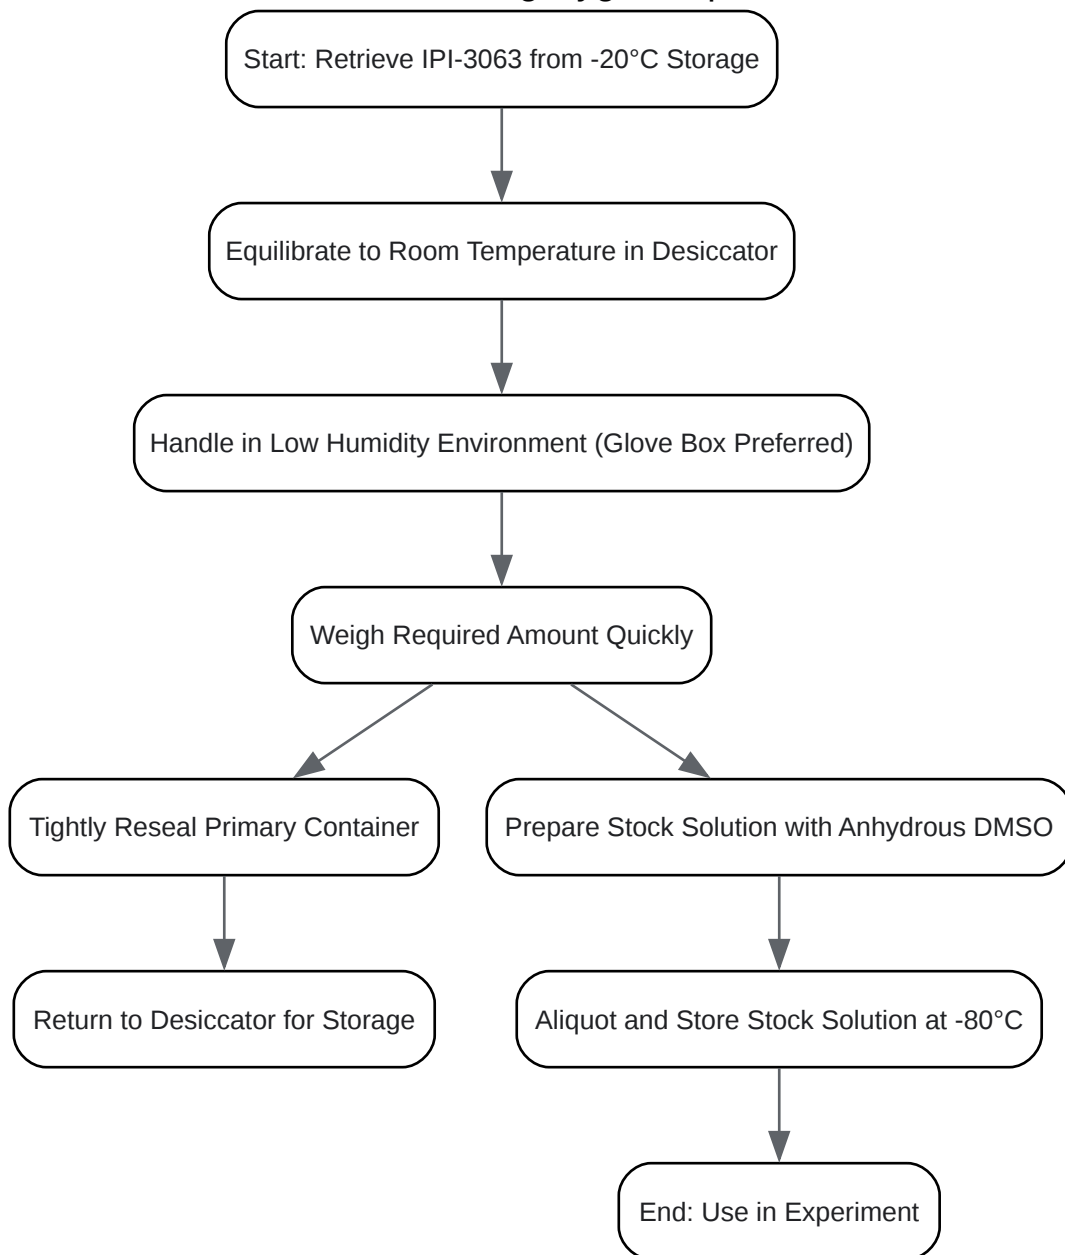 Start: Retrieve IPI-3063 from -20°C Storage
Equilibrate to Room Temperature in Desiccator
Handle in Low Humidity Environment (Glove Box Preferred)
Weigh Required Amount Quickly
Tightly Reseal Primary Container
Prepare Stock Solution with Anhydrous DMSO
Return to Desiccator for Storage
Aliquot and Store Stock Solution at -80°C
End: Use in Experiment